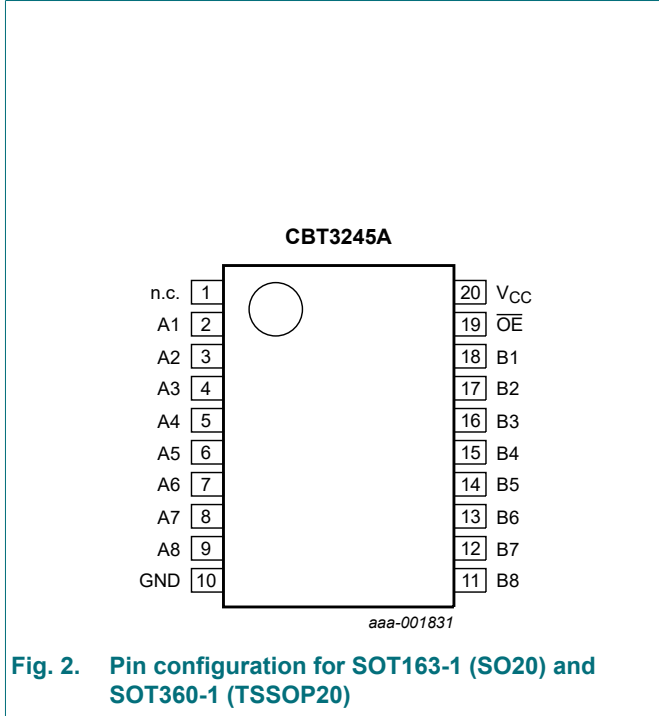 CBT3245A
n.c. 1 20 VCC
A1 2 19 OE
A2 3 18 B1
A3 4 17 B2
A4 5 16 B3
A5 6 15 B4
A6 7 14 B5
A7 8 13 B6
A8 9 12 B7
GND 10 11 B8
aaa-001831
Fig. 2. Pin configuration for SOT163-1 (SO20) and
SOT360-1 (TSSOP20)